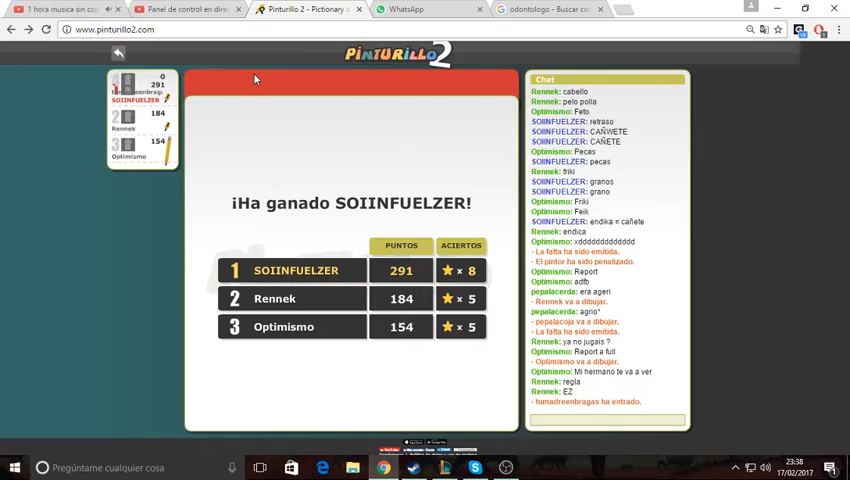 1 hora musica sin cop
Panel de control en dire
Pinturillo 2 - Pictionary o
WhatsApp
odontologo - Buscar con
www.pinturillo2.com
PINTURILLO 2
0
291
SOIINFUELZER
2 184
Rennek
3 154
Optimismo
¡Ha ganado SOIINFUELZER!
PUNTOS ACIERTOS
1 SOIINFUELZER 291 × 8
2 Rennek 184 × 5
3 Optimismo 154 × 5
Chat
Rennek: cabello
Rennek: pelo polla
Optimismo: Feto
SOIINFUELZER: retraso
SOIINFUELZER: CAÑWETE
SOIINFUELZER: CAÑETE
Optimismo: Pecas
SOIINFUELZER: pecas
Rennek: friki
SOIINFUELZER: granos
SOIINFUELZER: grano
Optimismo: Friki
Optimismo: Feik
SOIINFUELZER: endika = cañete
Rennek: endica
Optimismo: xdddddddddddd
· La falta ha sido emitida.
· El pintor ha sido penalizado.
Optimismo: Report
Optimismo: adfb
pepalacerda: era ageri
· Rennek va a dibujar.
pepalacerda: agrio*
· pepalacoja va a dibujar.
· La falta ha sido emitida.
Rennek: ya no jugais ?
Optimismo: Report a full
· Optimismo va a dibujar.
Optimismo: Mi hermano te va a ver
Rennek: regla
Rennek: EZ
· tumadreenbragas ha entrado.
Pregúntame cualquier cosa
23:38
17/02/2017